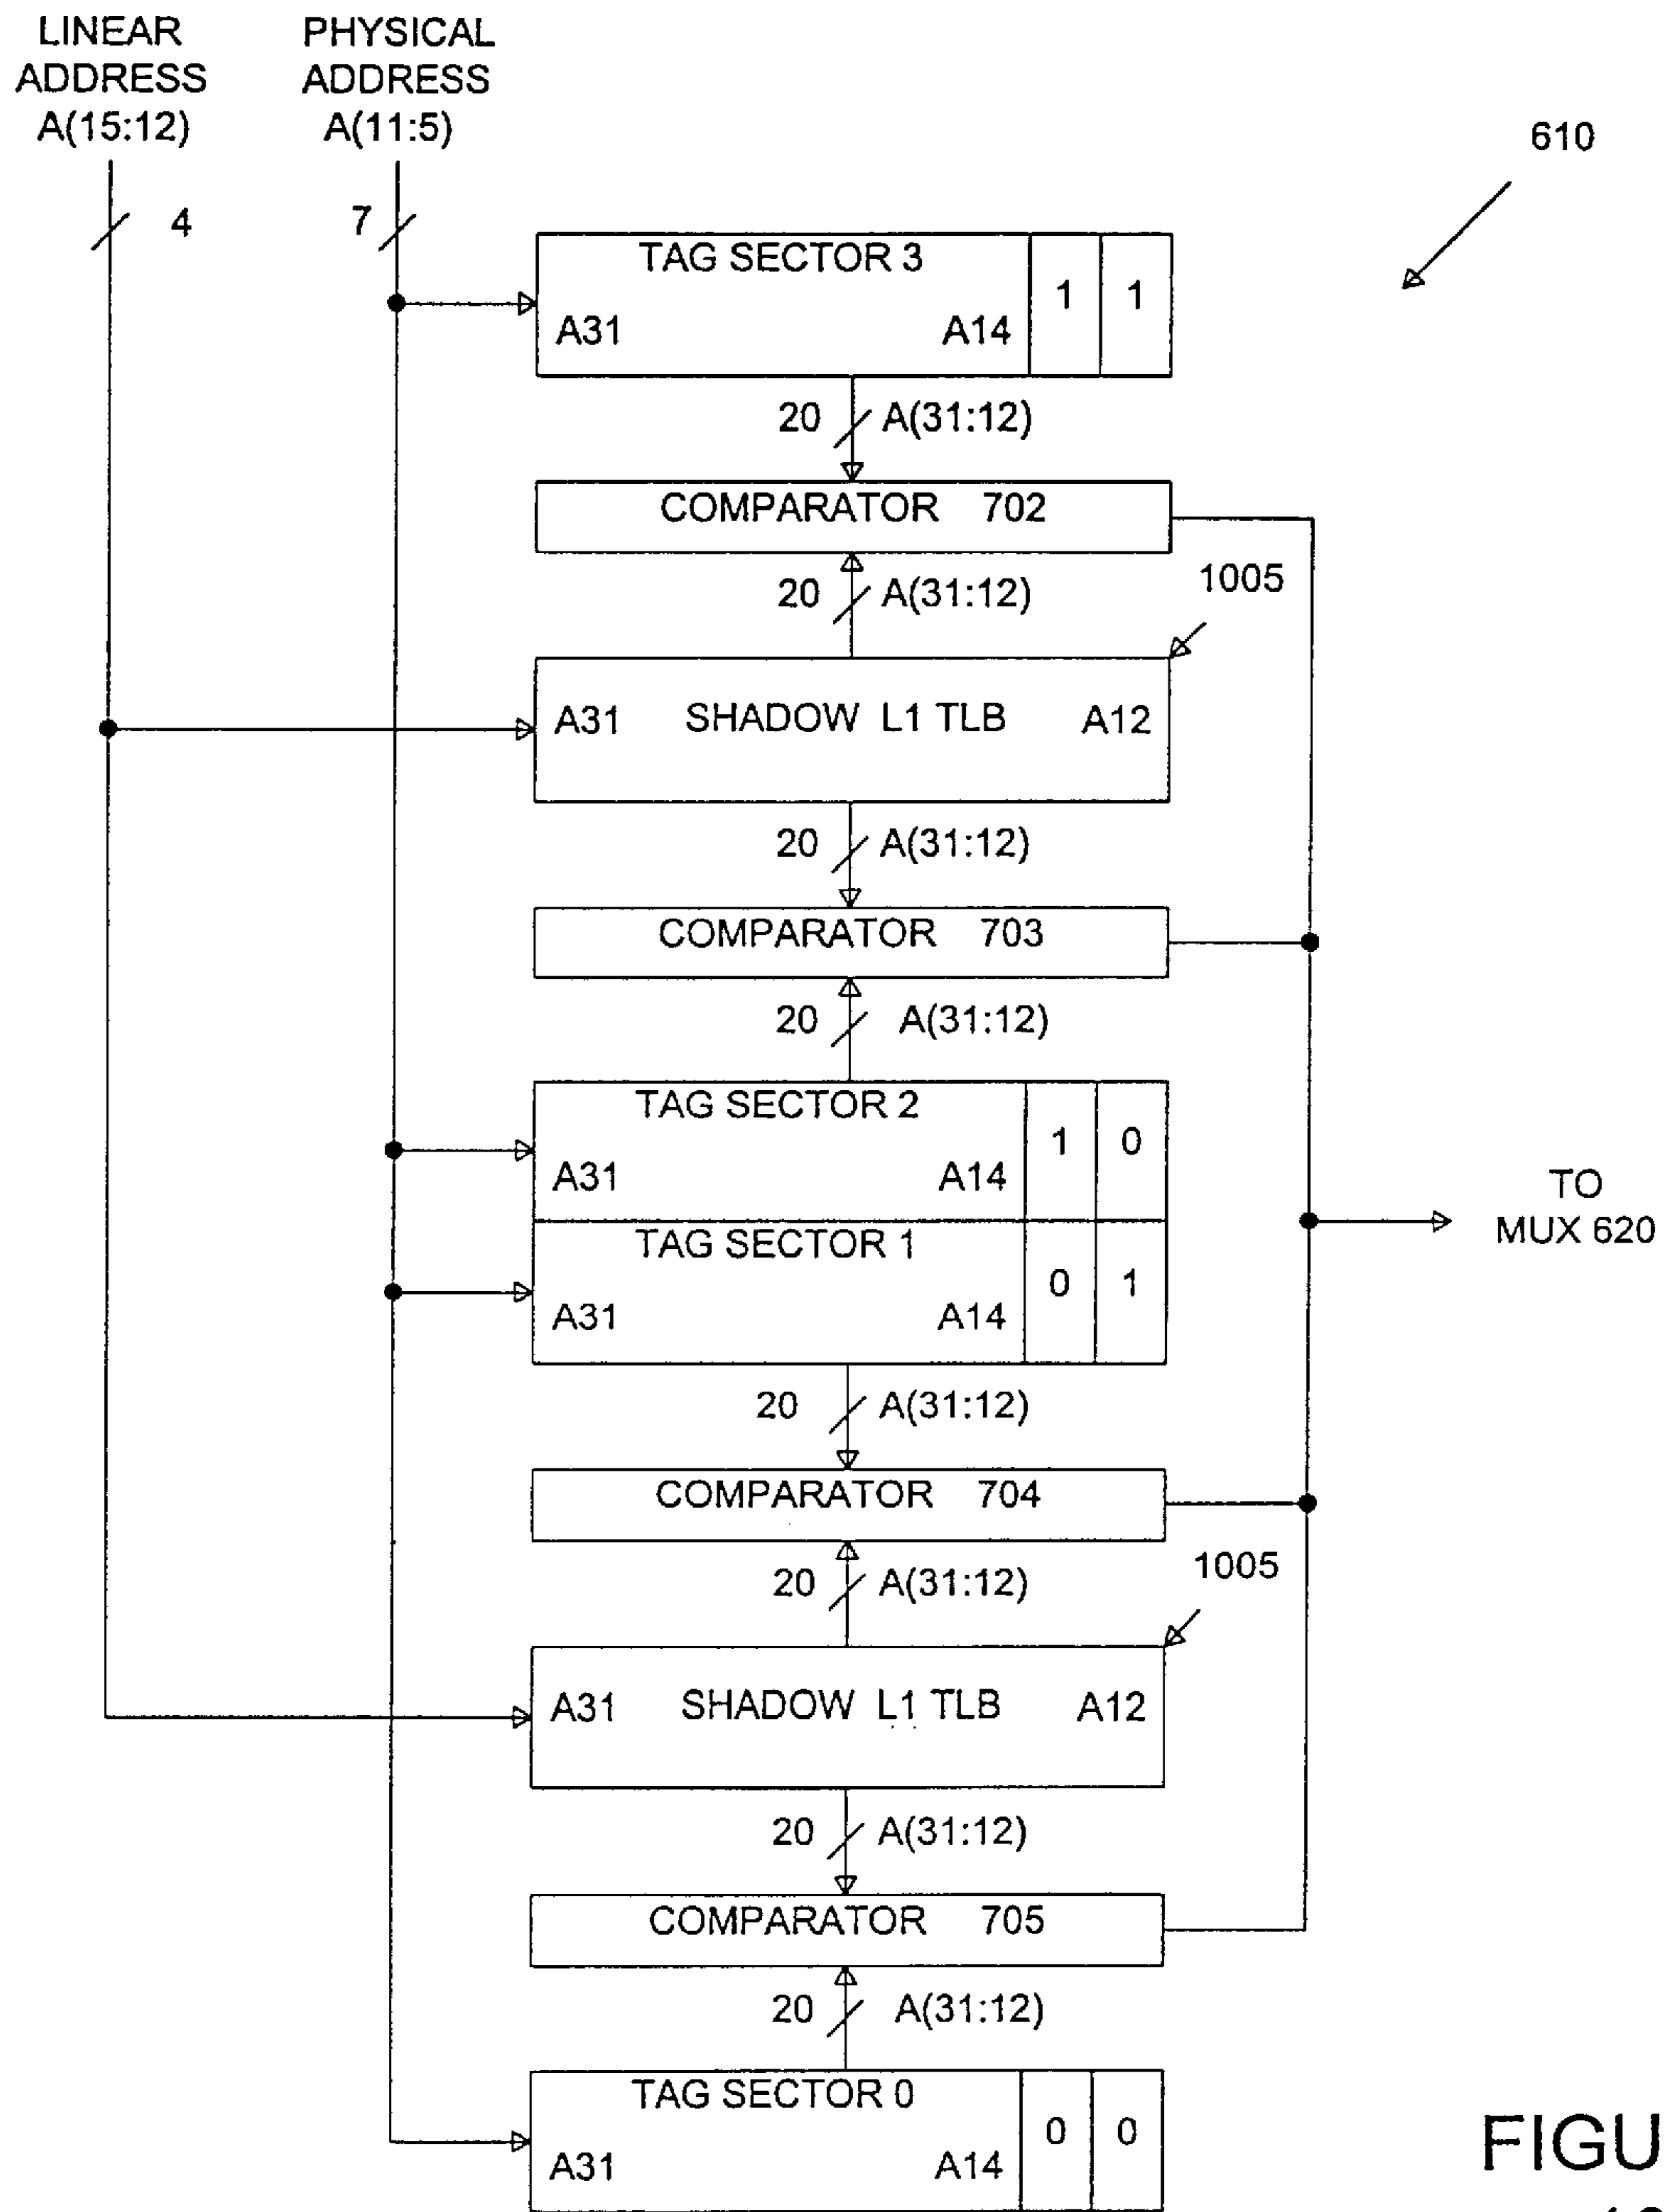 LINEAR
ADDRESS
A(15:12)
PHYSICAL
ADDRESS
A(11:5)
610
4
7
TAG SECTOR 3
A31 A14 1 1
20 A(31:12)
COMPARATOR 702
20 A(31:12)
1005
A31 SHADOW L1 TLB A12
20 A(31:12)
COMPARATOR 703
20 A(31:12)
TAG SECTOR 2
A31 A14 1 0
TO
MUX 620
TAG SECTOR 1
A31 A14 0 1
20 A(31:12)
COMPARATOR 704
20 A(31:12)
1005
A31 SHADOW L1 TLB A12
20 A(31:12)
COMPARATOR 705
20 A(31:12)
TAG SECTOR 0
A31 A14 0 0
FIGU